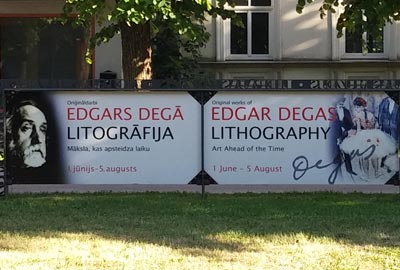 Oriģināldarbi
EDGARS DEGĀ
LITOGRĀFIJA
Māksla, kas apsteidza laiku
1.jūnijs-5.augusts
Original works of
EDGAR DEGAS
LITHOGRAPHY
Art Ahead of the Time
1 June - 5 August
Degas